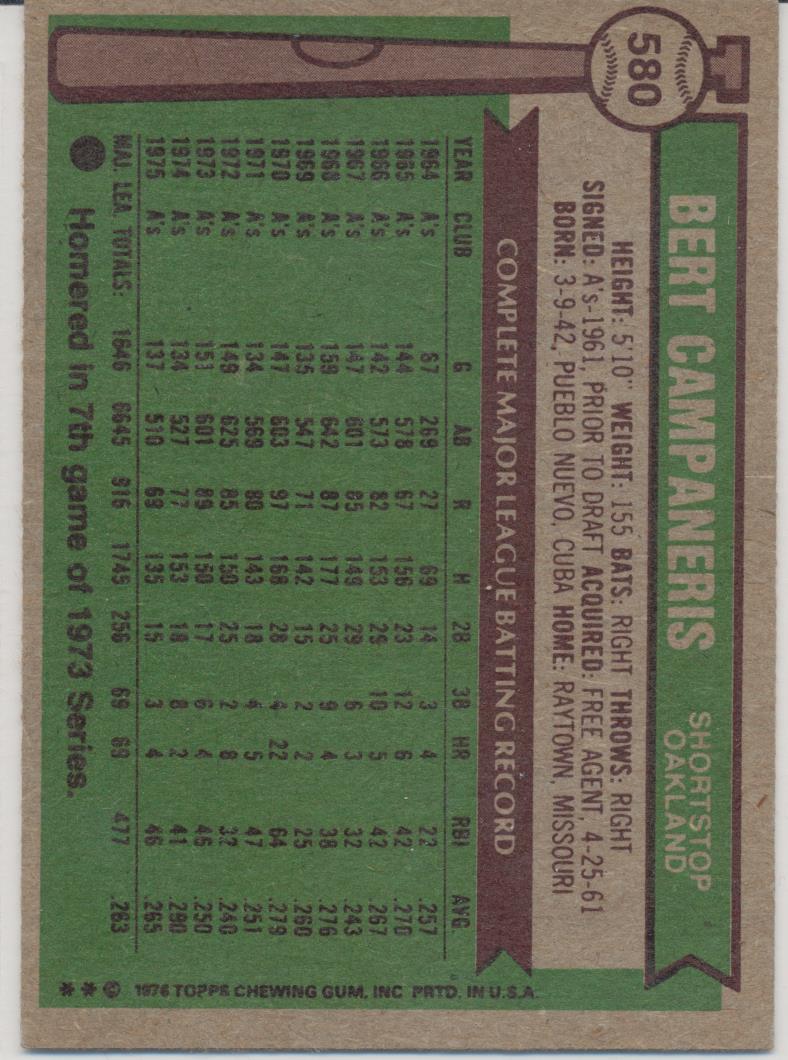 580
BERT CAMPANERIS
SHORTSTOP
OAKLAND
HEIGHT: 5'10" WEIGHT: 155 BATS: RIGHT THROWS: RIGHT
SIGNED: A's-1961, PRIOR TO DRAFT ACQUIRED: FREE AGENT, 4-25-61
BORN: 3-9-42, PUEBLO NUEVO, CUBA HOME: RAYTOWN, MISSOURI
COMPLETE MAJOR LEAGUE BATTING RECORD
YEAR CLUB G AB R H 2B 3B HR RBI AVG.
1964 A's 67 269 27 69 14 3 4 22 .257
1965 A's 144 578 67 156 23 12 6 42 .270
1966 A's 142 573 82 153 29 10 5 42 .267
1967 A's 147 601 85 149 29 6 3 32 .243
1968 A's 159 642 87 177 25 9 4 38 .276
1969 A's 135 547 71 142 15 2 2 25 .260
1970 A's 147 603 97 168 28 4 22 64 .279
1971 A's 134 569 80 143 18 4 5 47 .251
1972 A's 149 625 85 150 25 2 8 32 .240
1973 A's 151 601 89 150 17 6 4 46 .250
1974 A's 134 527 77 153 18 8 2 41 .290
1975 A's 137 510 69 135 15 3 4 46 .265
MAJ. LEA. TOTALS: 1646 6645 916 1745 256 69 69 477 .263
Homered in 7th game of 1973 Series.
* * © 1976 TOPPS CHEWING GUM, INC PRTD. IN U.S.A.